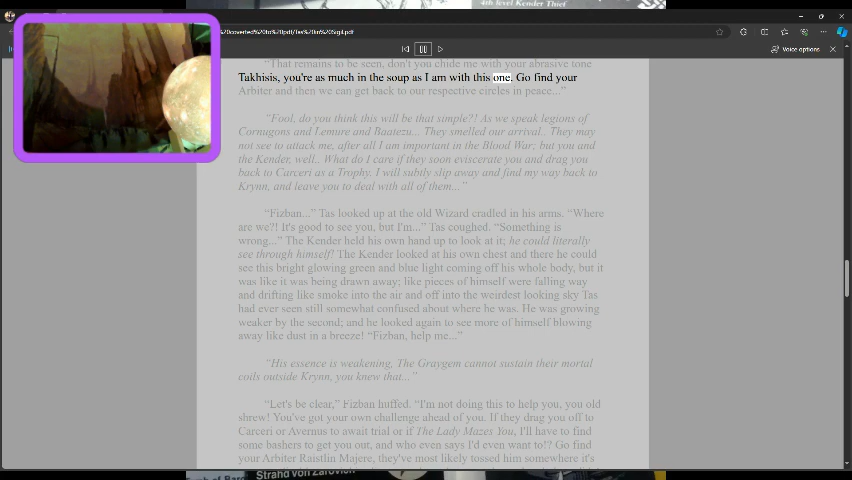 4th level Kender Thief
%20coverted%20to%20pdf/Tas%20in%20Sigil.pdf
Voice options
“That remains to be seen, don't you chide me with your abrasive tone
Takhisis, you're as much in the soup as I am with this one. Go find your
Arbiter and then we can get back to our respective circles in peace...”
“Fool, do you think this will be that simple?! As we speak legions of
Cornugons and Lemure and Baatezu... They smelled our arrival.. They may
not see to attack me, after all I am important in the Blood War; but you and
the Kender, well.. What do I care if they soon eviscerate you and drag you
back to Carceri as a Trophy. I will subtly slip away and find my way back to
Krynn, and leave you to deal with all of them...”
“Fizban...” Tas looked up at the old Wizard cradled in his arms. “Where
are we?! It's good to see you, but I'm...” Tas coughed. “Something is
wrong...” The Kender held his own hand up to look at it; he could literally
see through himself! The Kender looked at his own chest and there he could
see this bright glowing green and blue light coming off his whole body, but it
was like it was being drawn away; like pieces of himself were falling way
and drifting like smoke into the air and off into the weirdest looking sky Tas
had ever seen still somewhat confused about where he was. He was growing
weaker by the second; and he looked again to see more of himself blowing
away like dust in a breeze! “Fizban, help me...”
“His essence is weakening, The Graygem cannot sustain their mortal
coils outside Krynn, you knew that...”
“Let's be clear,” Fizban huffed. “I'm not doing this to help you, you old
shrew! You've got your own challenge ahead of you. If they drag you off to
Carceri or Avernus to await trial or if The Lady Mazes You, I'll have to find
some bashers to get you out, and who even says I'd even want to!? Go find
your Arbiter Raistlin Majere, they've most likely tossed him somewhere it's
Strahd von Zarovich